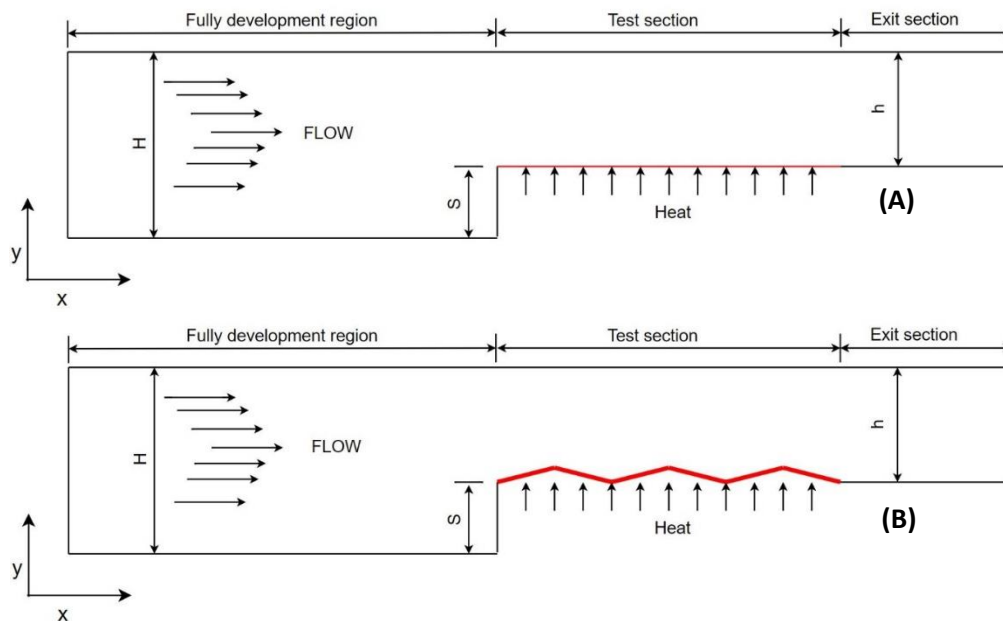 Fully development region Test section Exit section
H
FLOW
h
S
Heat
(A)
y
x
Fully development region Test section Exit section
H
FLOW
h
S
Heat
(B)
y
x